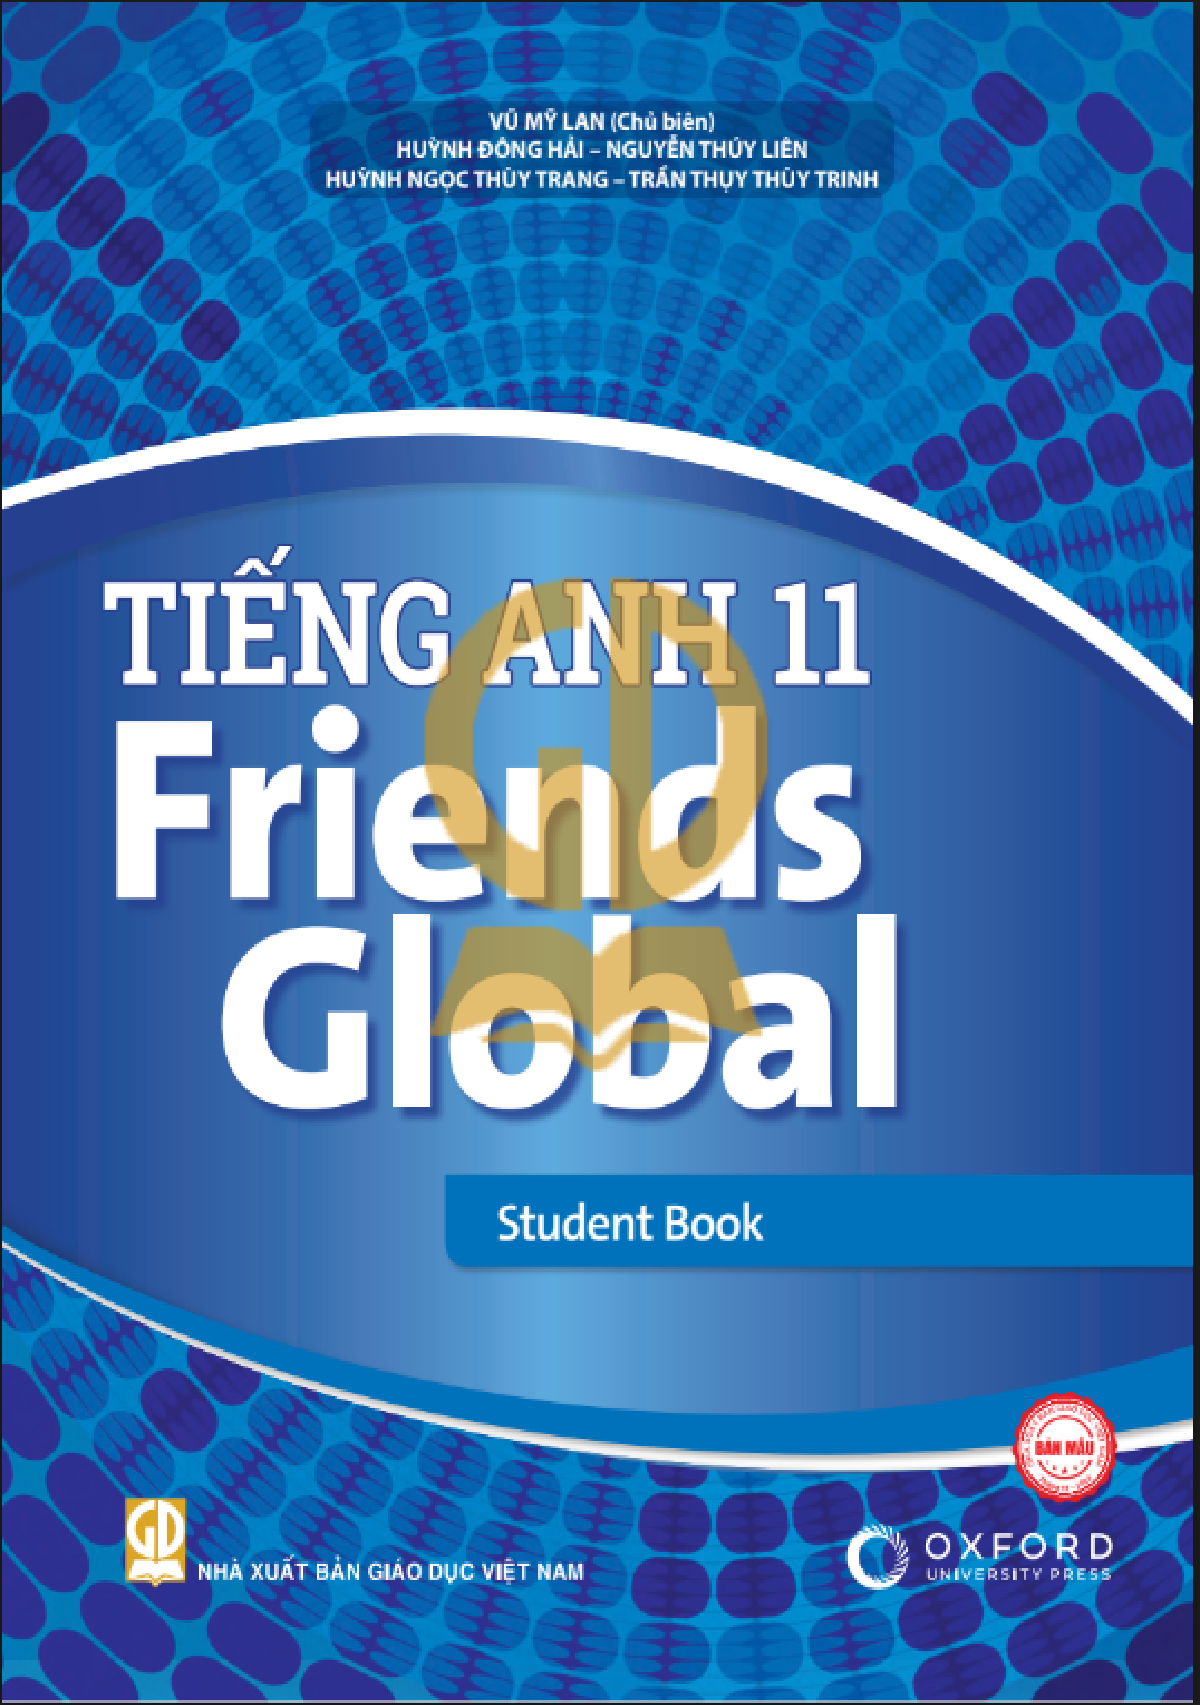 VŨ MỸ LAN (Chủ biên)
HUỲNH ĐÔNG HẢI – NGUYỄN THÚY LIÊN
HUỲNH NGỌC THÙY TRANG – TRẦN THỤY THÙY TRINH
TIẾNG ANH 11
Friends
Global
Student Book
BẢN MẪU
NHÀ XUẤT BẢN GIÁO DỤC VIỆT NAM
OXFORD
UNIVERSITY PRESS